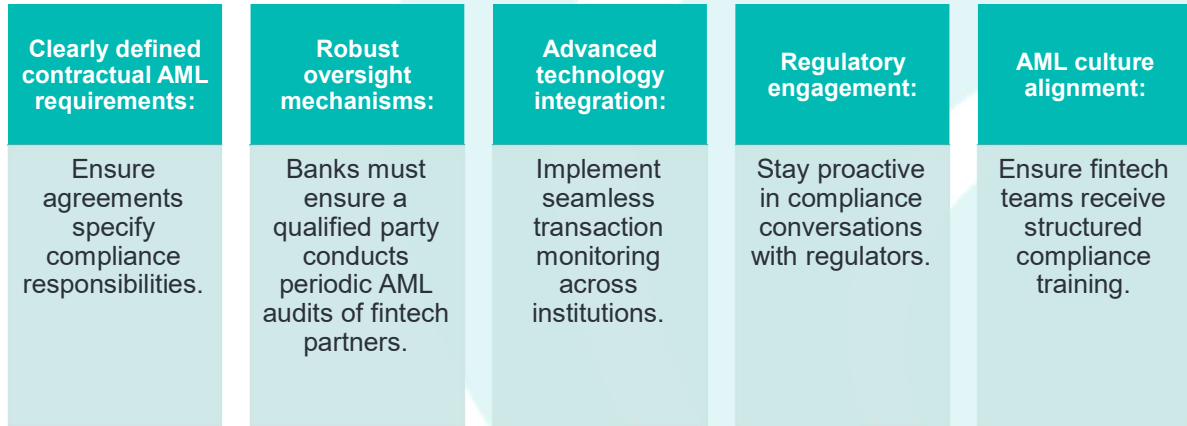 Clearly defined
contractual AML
requirements:
Ensure
agreements
specify
compliance
responsibilities.
Robust
oversight
mechanisms:
Banks must
ensure a
qualified party
conducts
periodic AML
audits of fintech
partners.
Advanced
technology
integration:
Implement
seamless
transaction
monitoring
across
institutions.
Regulatory
engagement:
Stay proactive
in compliance
conversations
with regulators.
AML culture
alignment:
Ensure fintech
teams receive
structured
compliance
training.